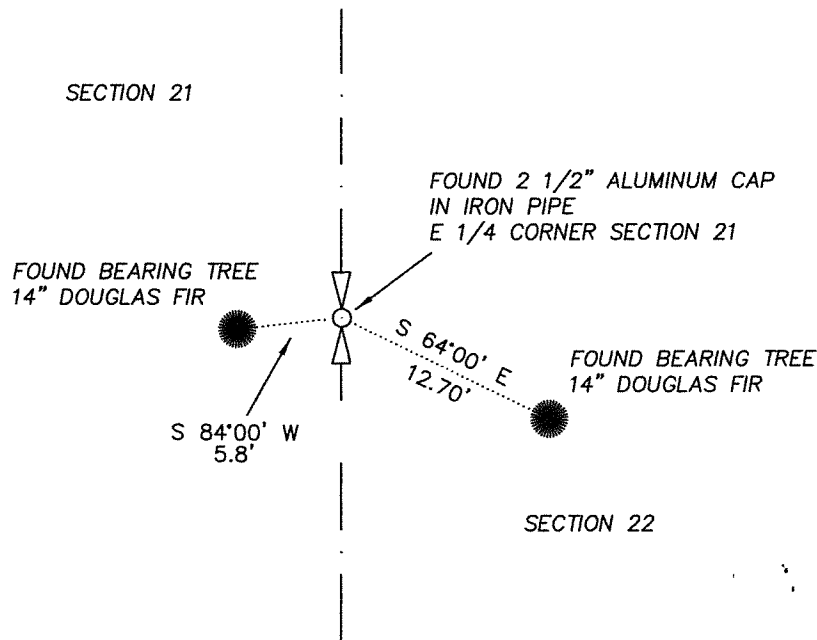 SECTION 21
FOUND 2 1/2" ALUMINUM CAP
IN IRON PIPE
E 1/4 CORNER SECTION 21
FOUND BEARING TREE
14" DOUGLAS FIR
S 64°00' E
12.70'
FOUND BEARING TREE
14" DOUGLAS FIR
S 84°00' W
5.8'
SECTION 22